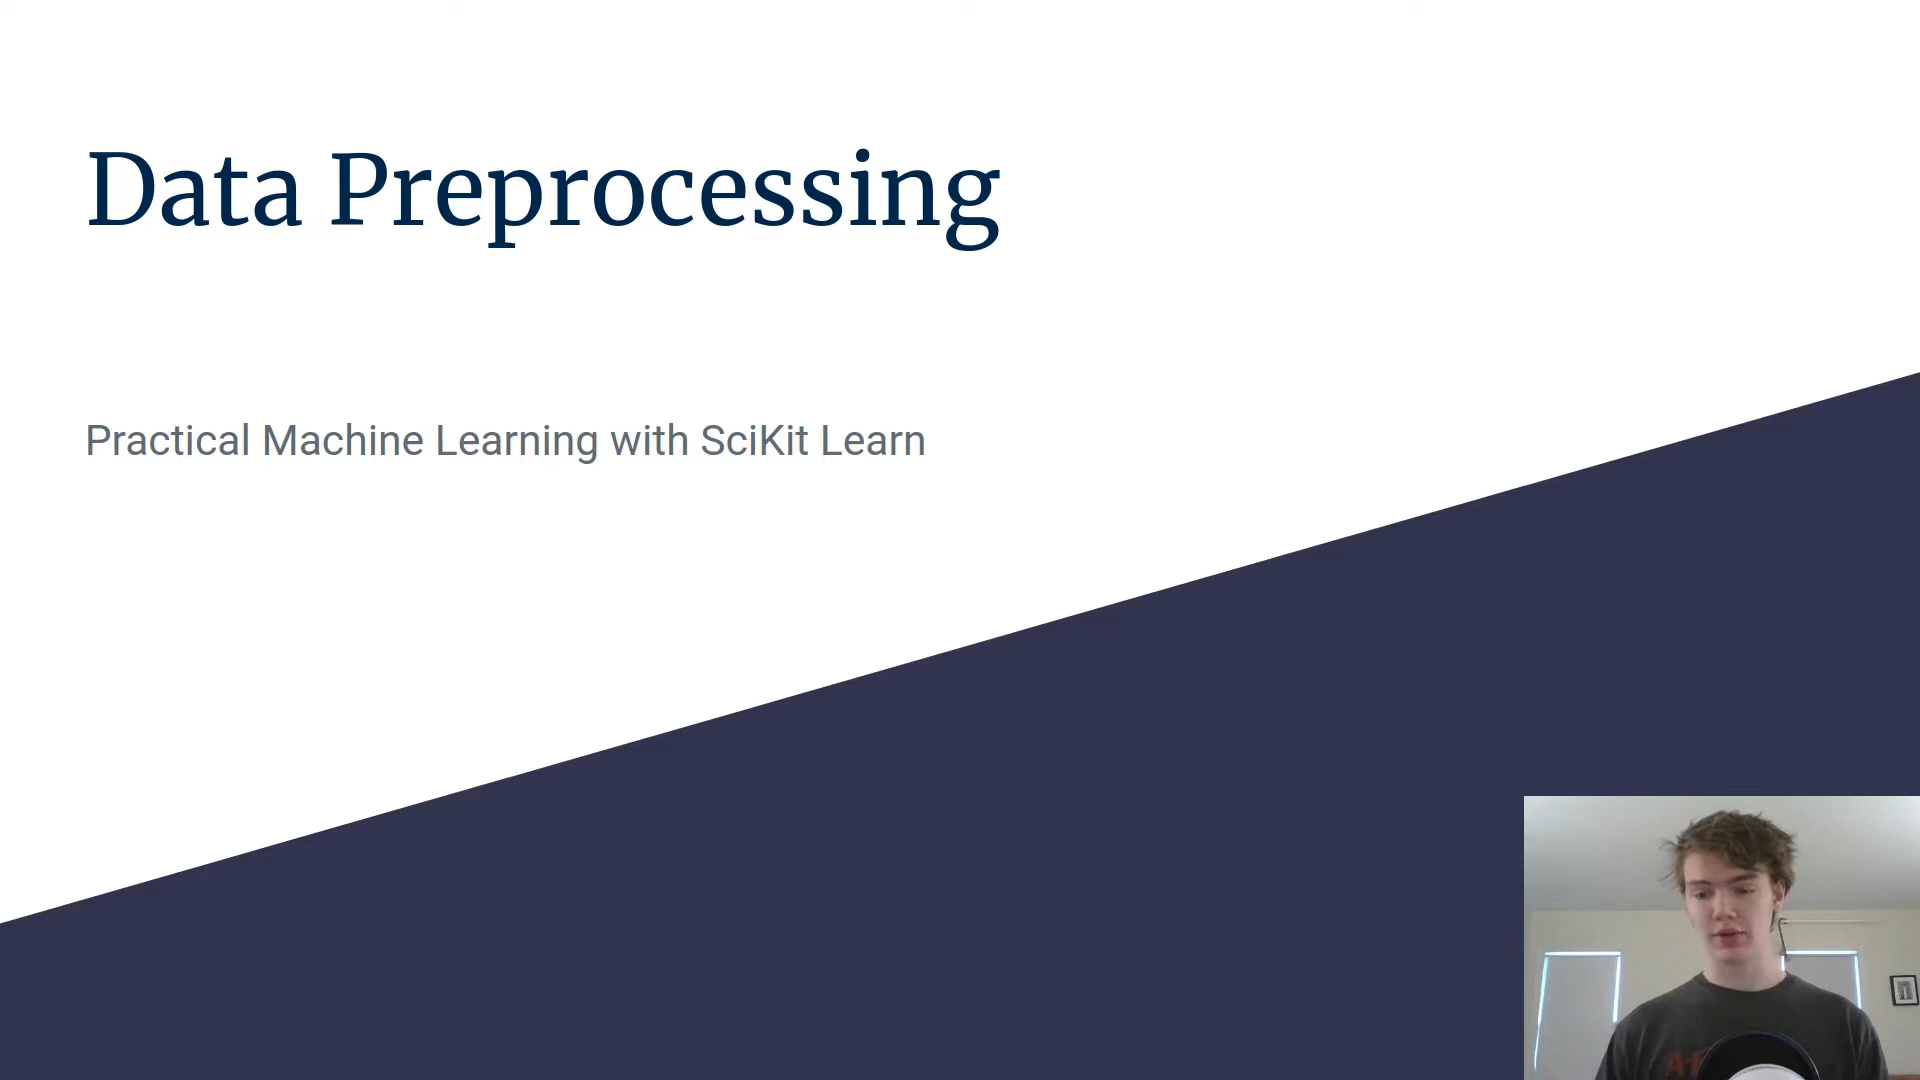 Data Preprocessing
Practical Machine Learning with SciKit Learn